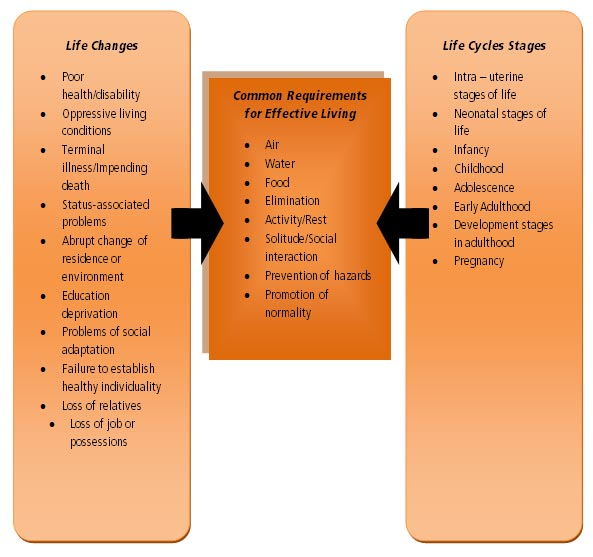 Life Changes
• Poor
health/disability
• Oppressive living
conditions
• Terminal
illness/Impending
death
• Status-associated
problems
• Abrupt change of
residence or
environment
• Education
deprivation
• Problems of social
adaptation
• Failure to establish
healthy individuality
• Loss of relatives
• Loss of job or
possessions
Common Requirements
for Effective Living
• Air
• Water
• Food
• Elimination
• Activity/Rest
• Solitude/Social
interaction
• Prevention of hazards
• Promotion of
normality
Life Cycles Stages
• Intra – uterine
stages of life
• Neonatal stages of
life
• Infancy
• Childhood
• Adolescence
• Early Adulthood
• Development stages
in adulthood
• Pregnancy